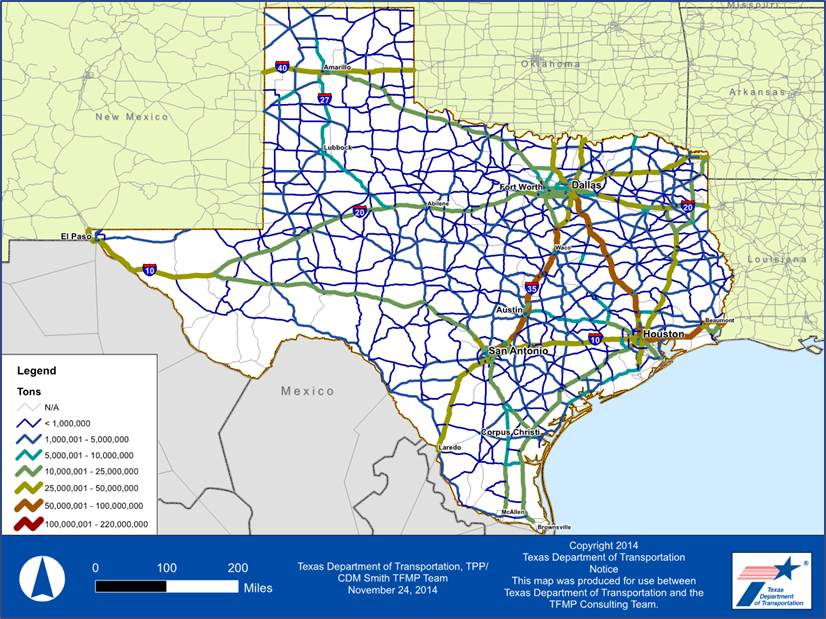 Missouri
Oklahoma
Arkansas
New Mexico
Louisiana
Mexico
40
Amarillo
27
Lubbock
Fort Worth
Dallas
20
Abilene
20
El Paso
10
Waco
35
Austin
Beaumont
Houston
10
San Antonio
Corpus Christi
Laredo
McAllen
Brownsville
Legend
Tons
N/A
< 1,000,000
1,000,001 - 5,000,000
5,000,001 - 10,000,000
10,000,001 - 25,000,000
25,000,001 - 50,000,000
50,000,001 - 100,000,000
100,000,001 - 220,000,000
0 100 200
Miles
Texas Department of Transportation, TPP/
CDM Smith TFMP Team
November 24, 2014
Copyright 2014
Texas Department of Transportation
Notice
This map was produced for use between
Texas Department of Transportation and the
TFMP Consulting Team.
®
Texas
Department
of Transportation